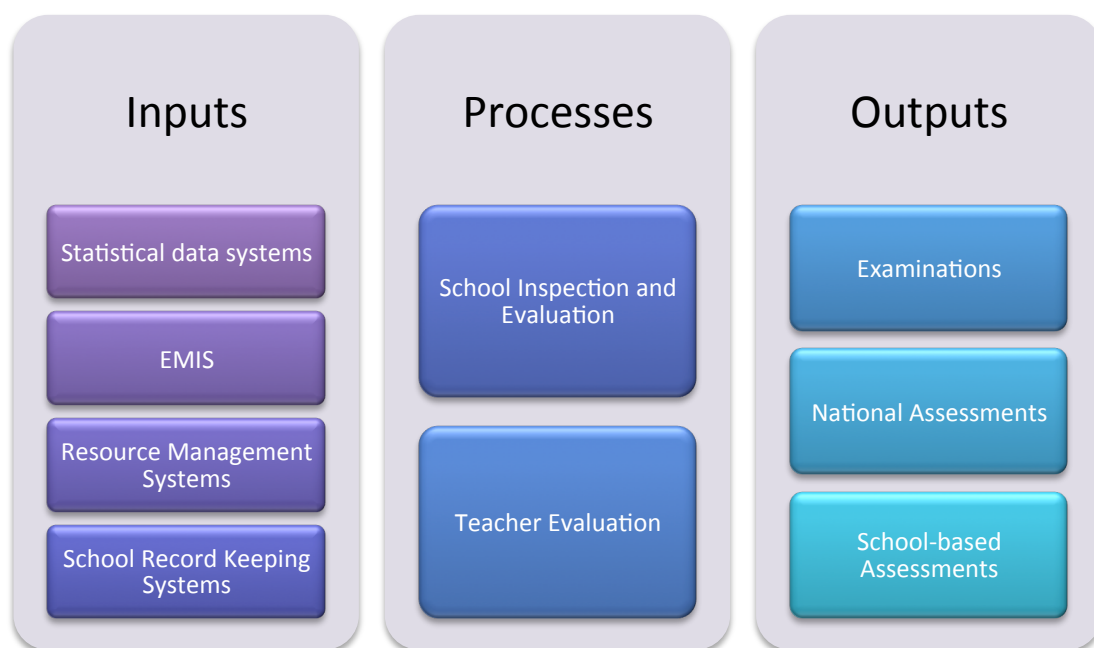 Inputs
Statistical data systems
EMIS
Resource Management
Systems
School Record Keeping
Systems
Processes
School Inspection and
Evaluation
Teacher Evaluation
Outputs
Examinations
National Assessments
School-based
Assessments